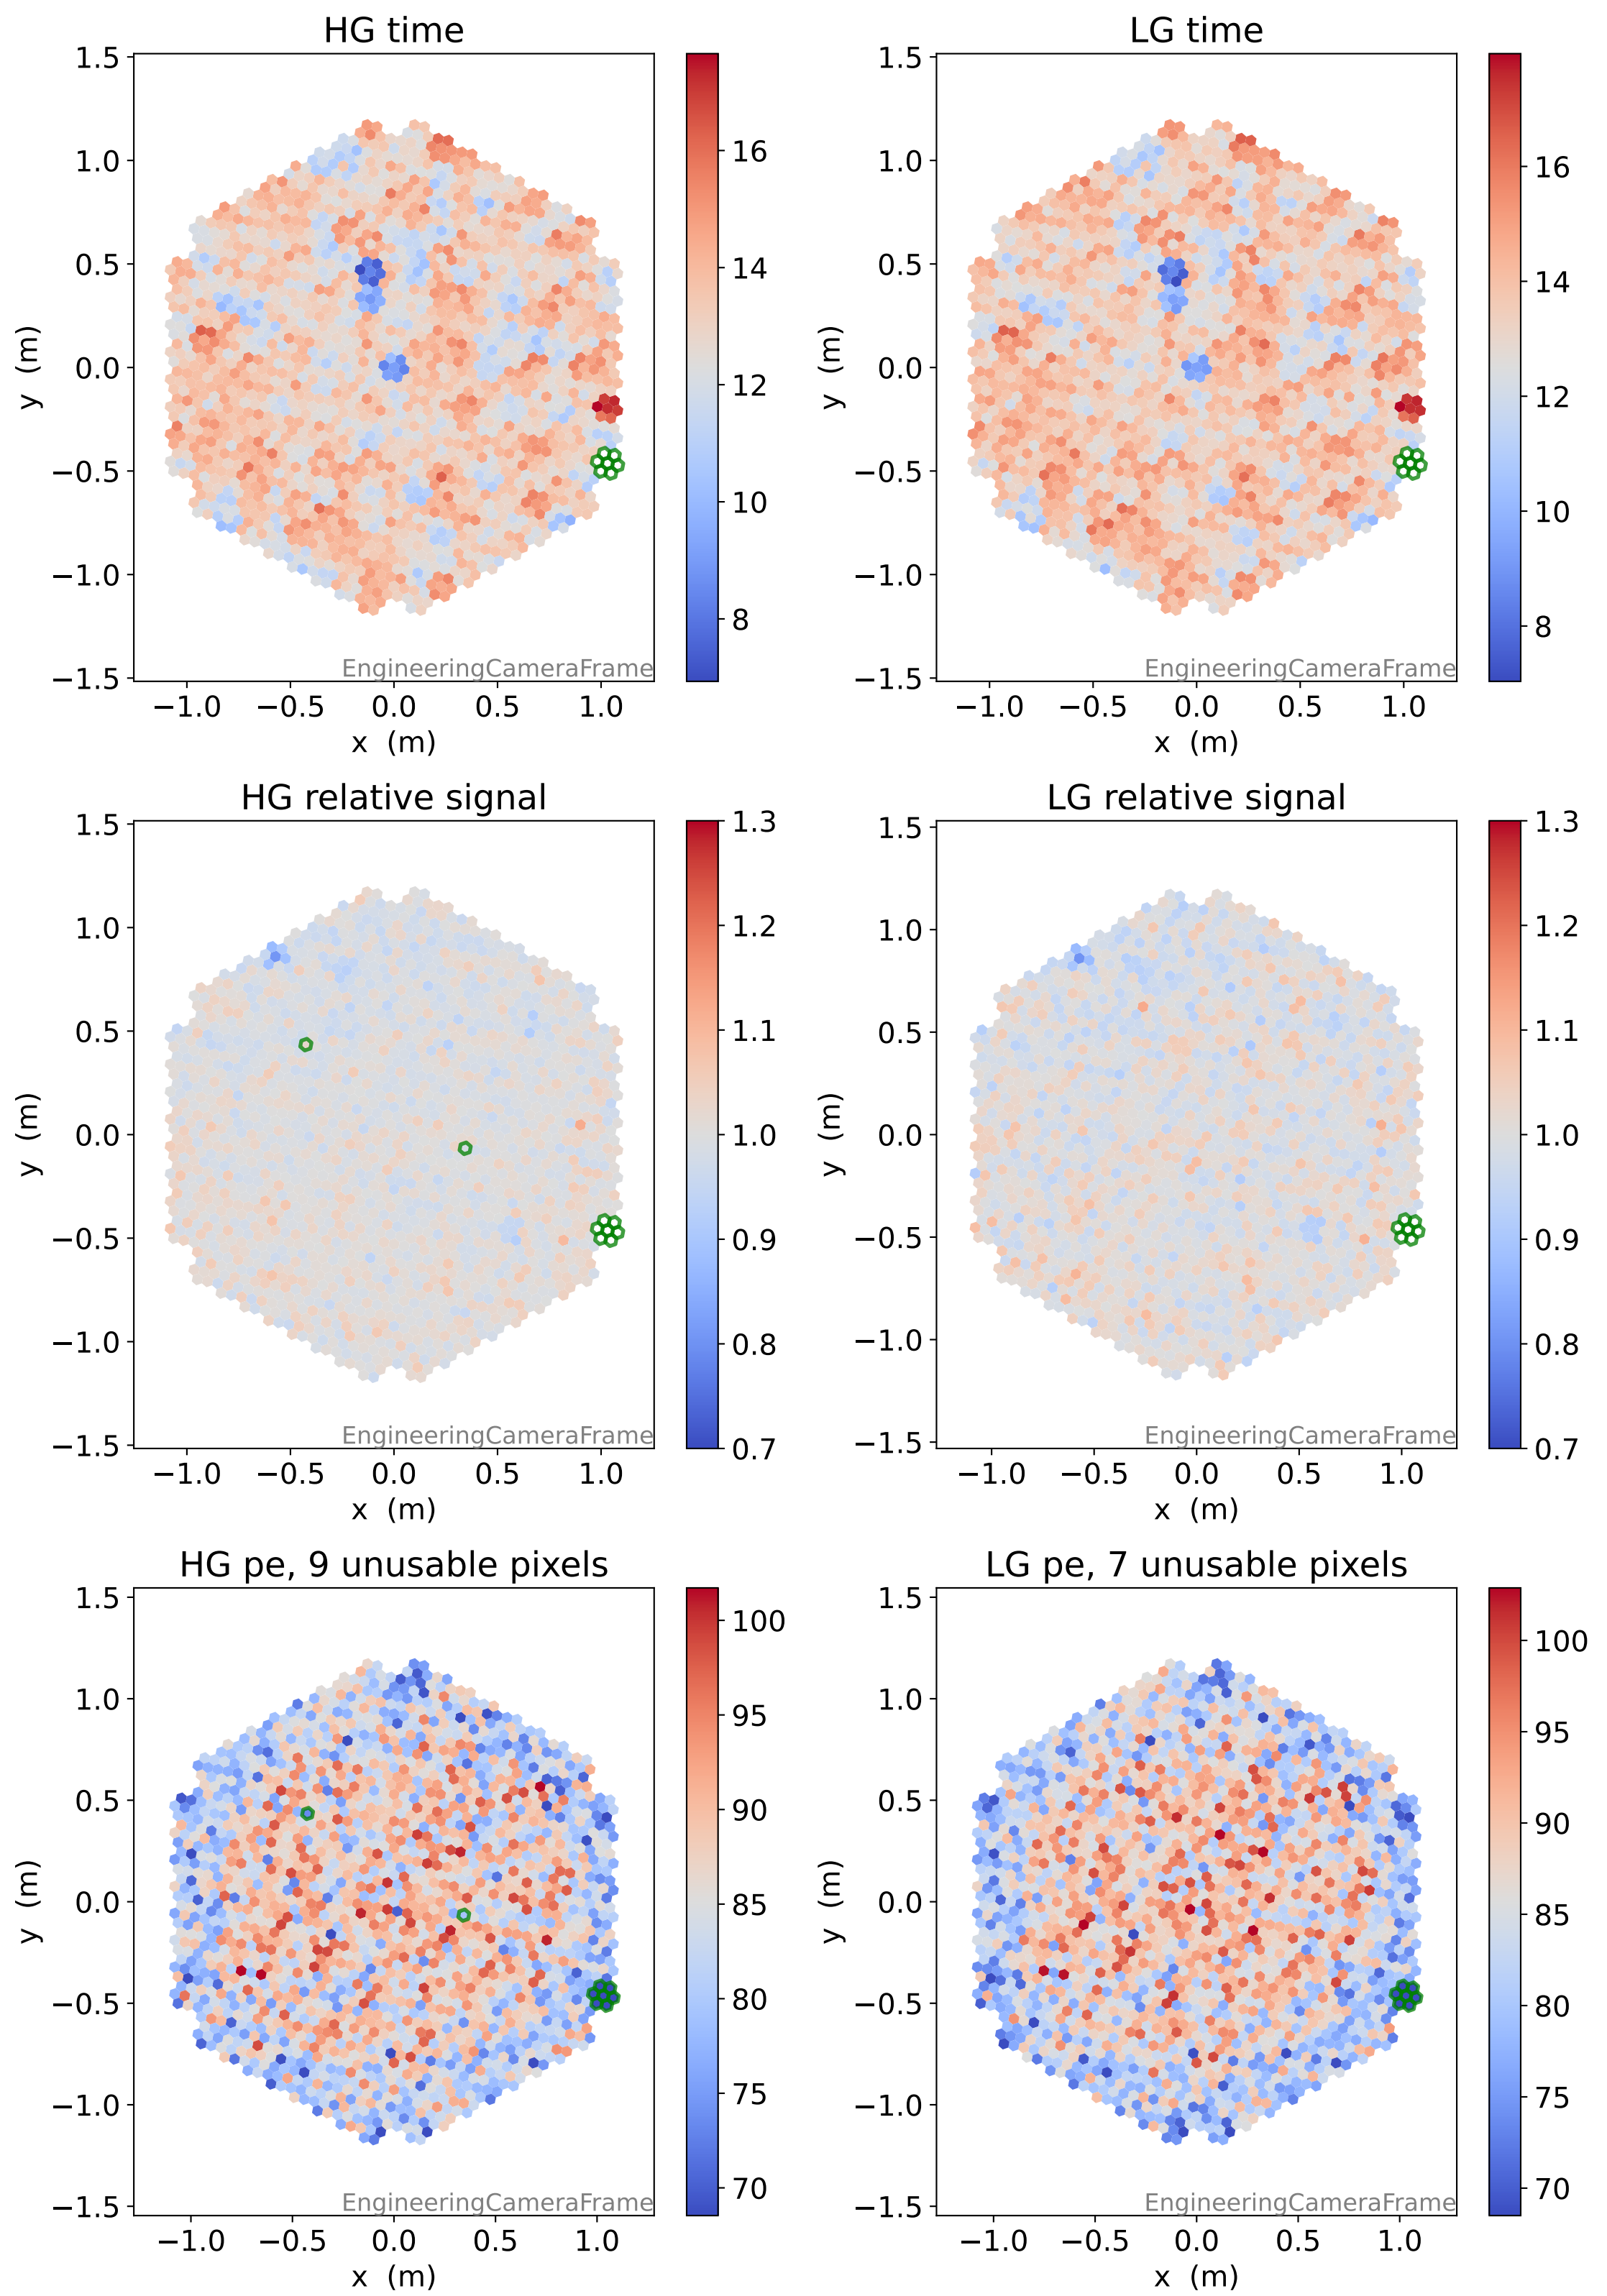 HG time
LG time
1.5
1.0
0.5
0.0
−0.5
−1.0
−1.5
y (m)
−1.0 −0.5 0.0 0.5 1.0
x (m)
EngineeringCameraFrame
16
14
12
10
8
1.5
1.0
0.5
0.0
−0.5
−1.0
−1.5
y (m)
−1.0 −0.5 0.0 0.5 1.0
x (m)
EngineeringCameraFrame
16
14
12
10
8
HG relative signal
LG relative signal
1.5
1.0
0.5
0.0
−0.5
−1.0
−1.5
y (m)
−1.0 −0.5 0.0 0.5 1.0
x (m)
EngineeringCameraFrame
1.3
1.2
1.1
1.0
0.9
0.8
0.7
1.5
1.0
0.5
0.0
−0.5
−1.0
−1.5
y (m)
−1.0 −0.5 0.0 0.5 1.0
x (m)
EngineeringCameraFrame
1.3
1.2
1.1
1.0
0.9
0.8
0.7
HG pe, 9 unusable pixels
LG pe, 7 unusable pixels
1.5
1.0
0.5
0.0
−0.5
−1.0
−1.5
y (m)
−1.0 −0.5 0.0 0.5 1.0
x (m)
EngineeringCameraFrame
100
95
90
85
80
75
70
1.5
1.0
0.5
0.0
−0.5
−1.0
−1.5
y (m)
−1.0 −0.5 0.0 0.5 1.0
x (m)
EngineeringCameraFrame
100
95
90
85
80
75
70